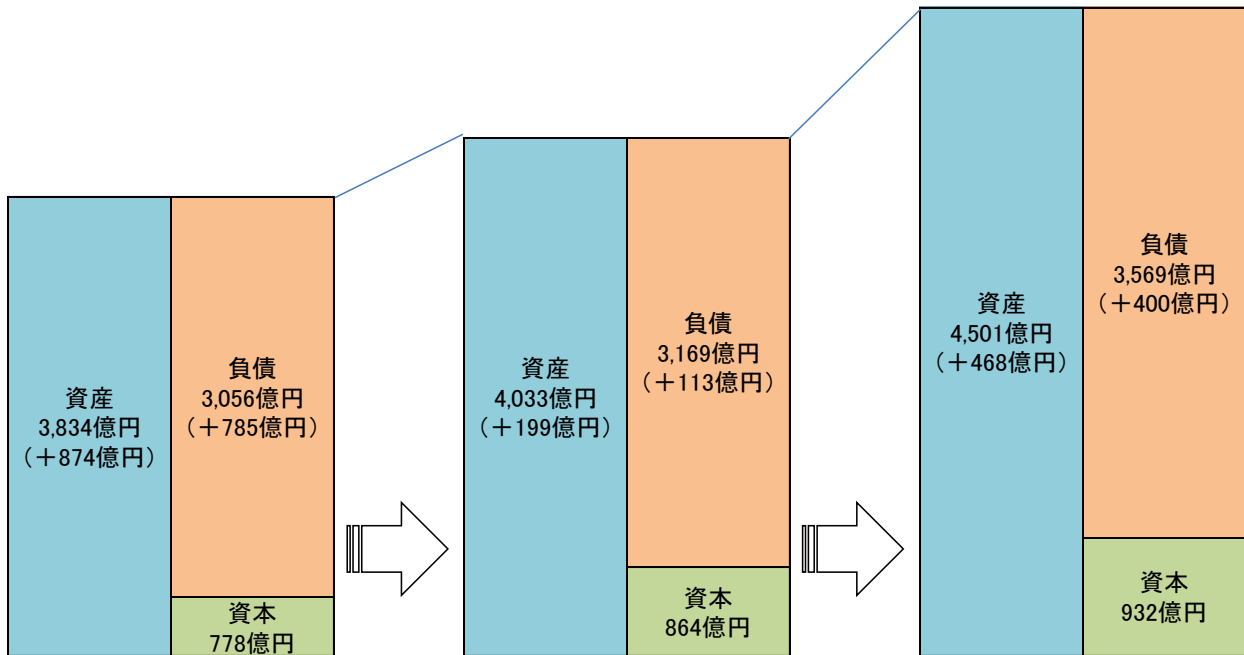 資産
3,834億円
（＋874億円）
負債
3,056億円
（＋785億円）
資本
778億円
資産
4,033億円
（＋199億円）
負債
3,169億円
（＋113億円）
資本
864億円
資産
4,501億円
（＋468億円）
負債
3,569億円
（＋400億円）
資本
932億円